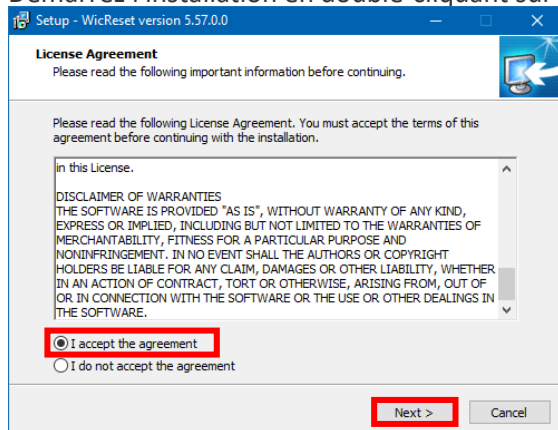 Démarrez l'installation en double-cliquant sur
Setup - WicReset version 5.57.0.0
License Agreement
Please read the following important information before continuing.
Please read the following License Agreement. You must accept the terms of this
agreement before continuing with the installation.
in this License.
DISCLAIMER OF WARRANTIES
THE SOFTWARE IS PROVIDED "AS IS", WITHOUT WARRANTY OF ANY KIND,
EXPRESS OR IMPLIED, INCLUDING BUT NOT LIMITED TO THE WARRANTIES OF
MERCHANTABILITY, FITNESS FOR A PARTICULAR PURPOSE AND
NONINFRINGEMENT. IN NO EVENT SHALL THE AUTHORS OR COPYRIGHT
HOLDERS BE LIABLE FOR ANY CLAIM, DAMAGES OR OTHER LIABILITY, WHETHER
IN AN ACTION OF CONTRACT, TORT OR OTHERWISE, ARISING FROM, OUT OF
OR IN CONNECTION WITH THE SOFTWARE OR THE USE OR OTHER DEALINGS IN
THE SOFTWARE.
I accept the agreement
I do not accept the agreement
Next >
Cancel